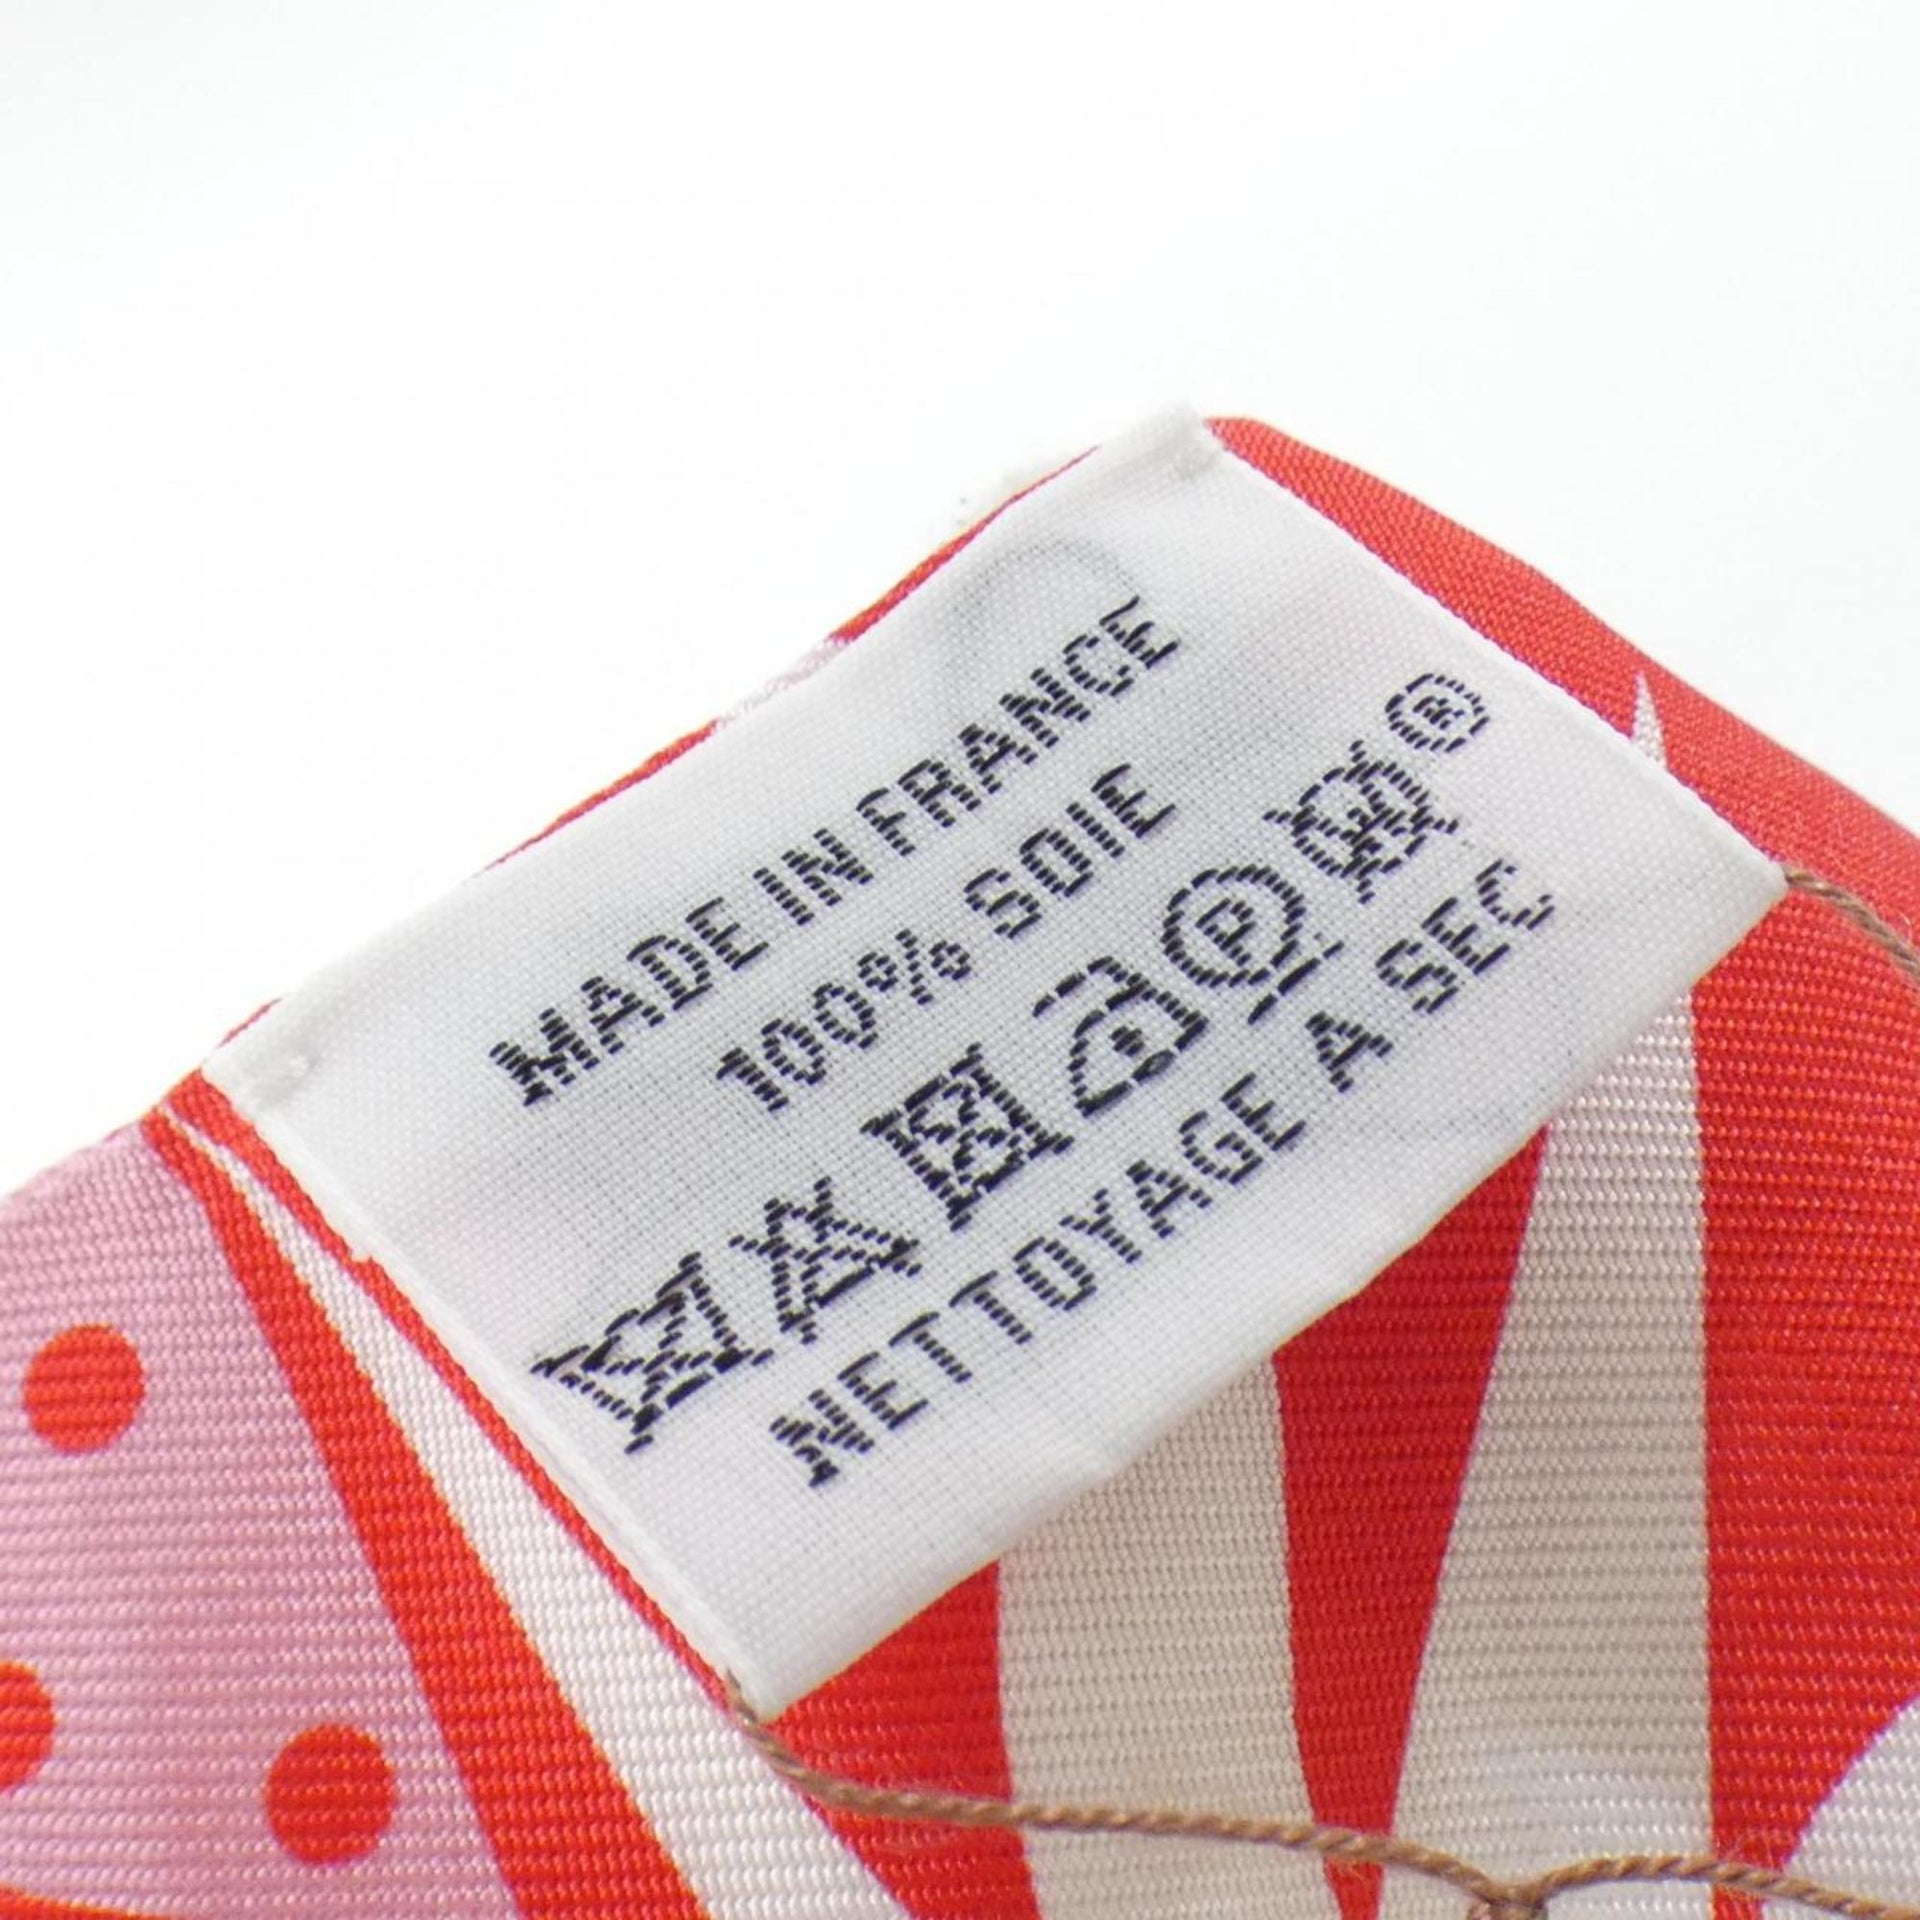 MADE IN FRANCE
100% SOIE
P W ®
NETTOYAGE A SEC